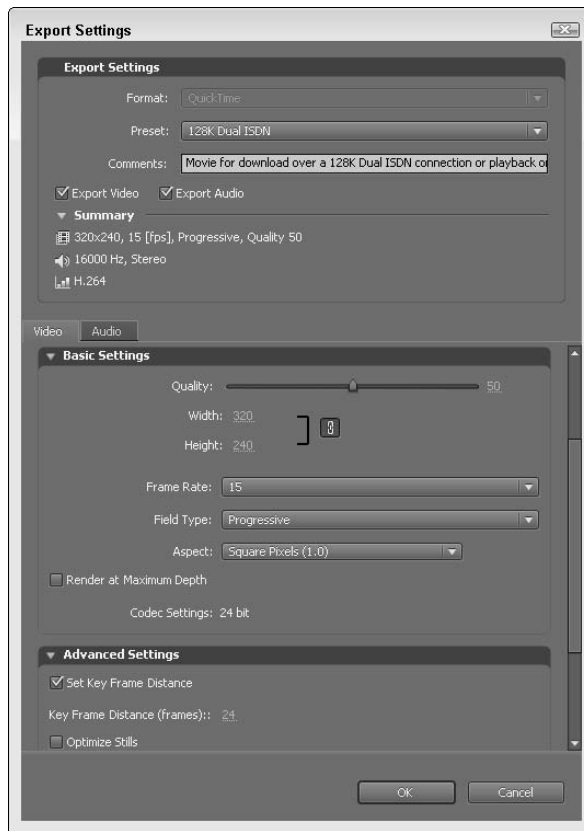 Export Settings
Export Settings
Format: QuickTime
Preset: 128K Dual ISDN
Comments: Movie for download over a 128K Dual ISDN connection or playback
Export Video Export Audio
Summary
320x240, 15 [fps], Progressive, Quality 50
16000 Hz, Stereo
H.264
Video Audio
Basic Settings
Quality: 50
Width: 320
Height: 240
Frame Rate: 15
Field Type: Progressive
Aspect: Square Pixels (1.0)
Render at Maximum Depth
Codec Settings: 24 bit
Advanced Settings
Set Key Frame Distance
Key Frame Distance (frames):: 24
Optimize Stills
OK Cancel